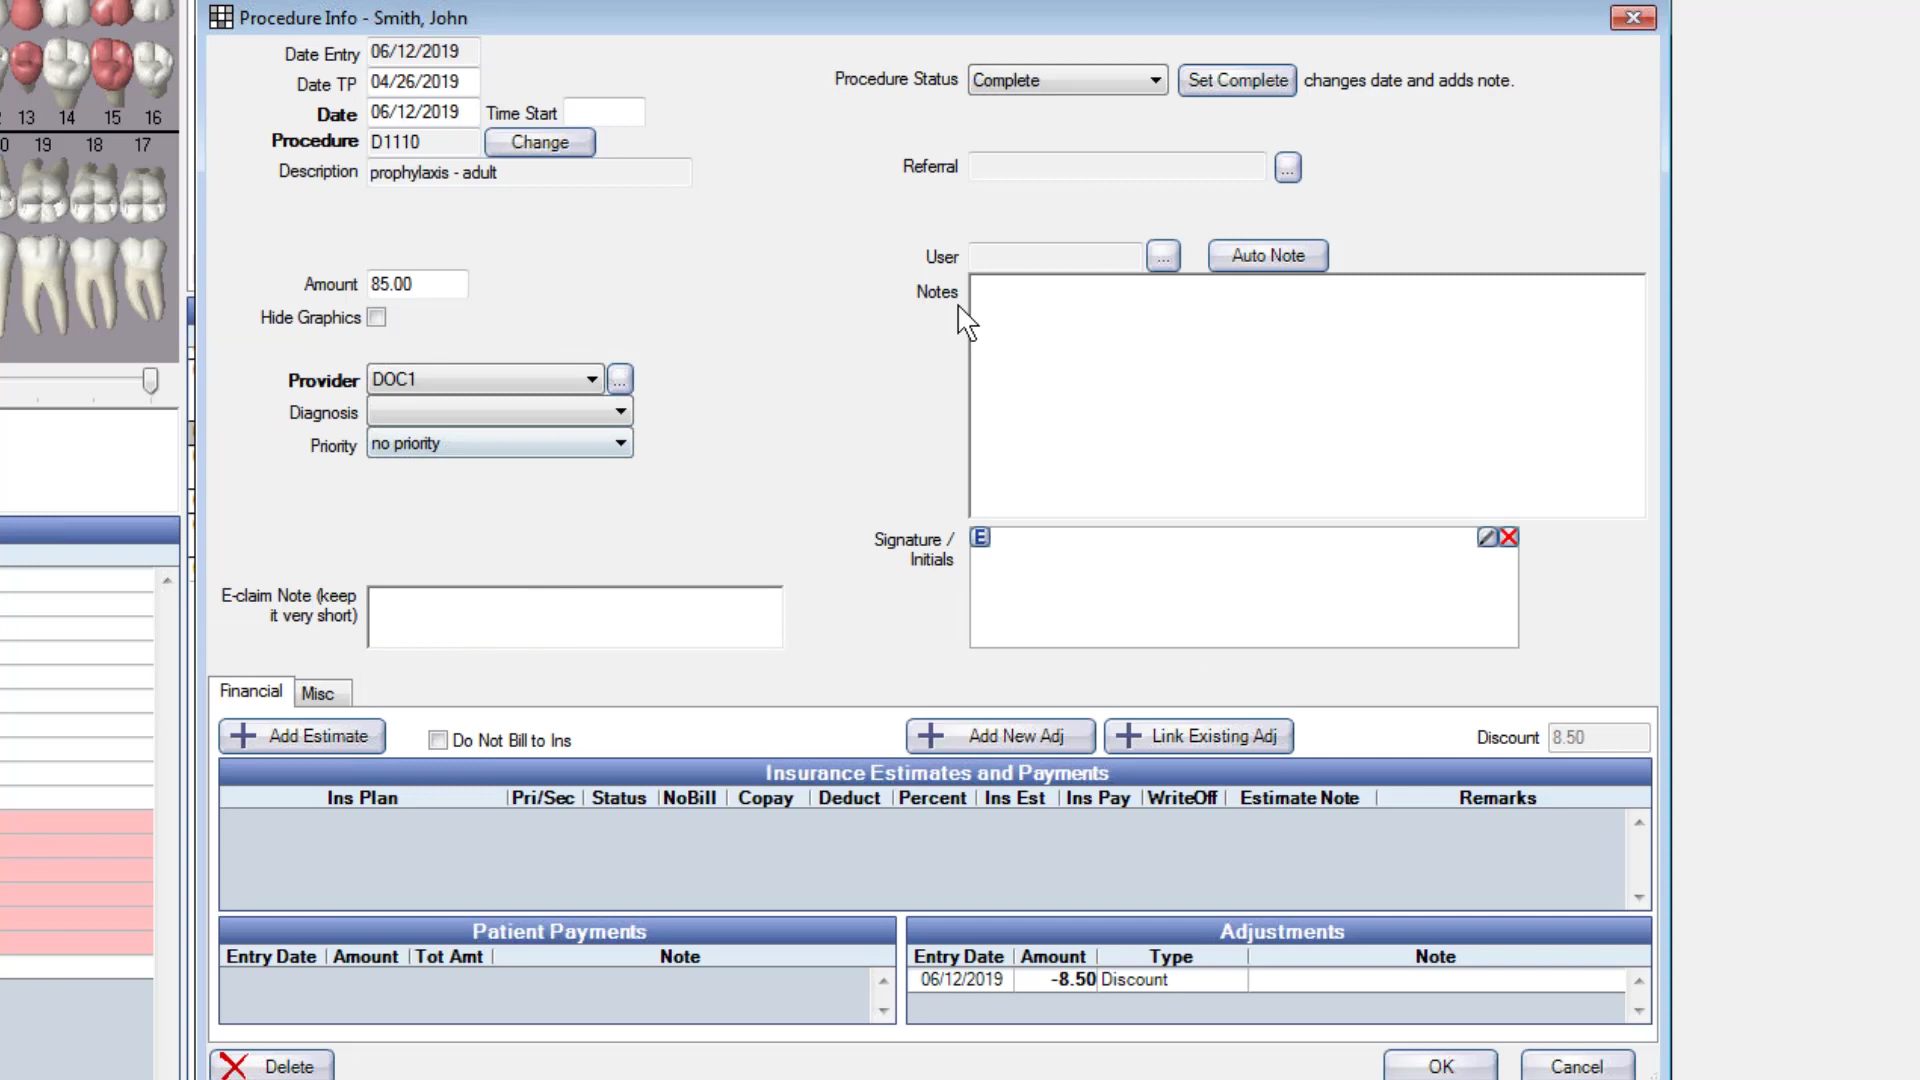 Procedure Info - Smith, John
Date Entry 06/12/2019
Date TP 04/26/2019
Procedure Status Complete Set Complete changes date and adds note.
Date 06/12/2019 Time Start
Procedure D1110 Change
Description prophylaxis - adult
Referral ...
User ... Auto Note
Amount 85.00
Notes
Hide Graphics
Provider DOC1 ...
Diagnosis
Priority no priority
Signature /
Initials
E
E-claim Note (keep
it very short)
13 14 15 16
19 18 17
Financial Misc
Add Estimate Do Not Bill to Ins Add New Adj Link Existing Adj Discount 8.50
Insurance Estimates and Payments
Ins Plan Pri/Sec Status NoBill Copay Deduct Percent Ins Est Ins Pay WriteOff Estimate Note Remarks
Patient Payments
Entry Date Amount Tot Amt Note
Adjustments
Entry Date Amount Type Note
06/12/2019 -8.50 Discount
Delete OK Cancel